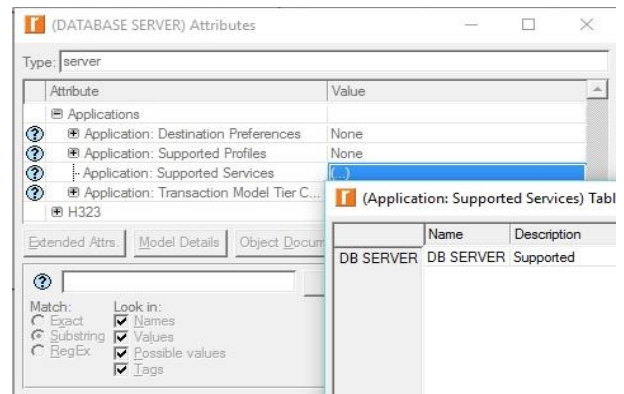 (DATABASE SERVER) Attributes
Type: server
Attribute Value
Applications
Application: Destination Preferences None
Application: Supported Profiles None
Application: Supported Services (...)
Application: Transaction Model Tier C...
H323
(Application: Supported Services) Tabl
Name Description
DB SERVER DB SERVER Supported
Extended Attrs. Model Details Object Docum
Match: Look in:
Exact Names
Substring Values
RegEx Possible values
Tags